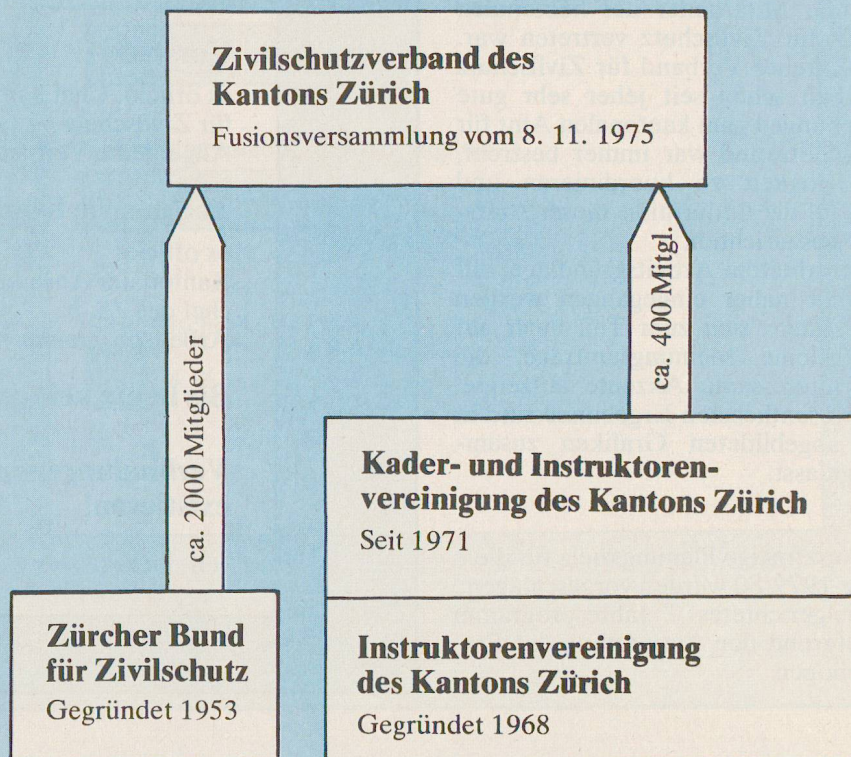 Zivilschutzverband des
Kantons Zürich
Fusionsversammlung vom 8. 11. 1975
ca. 2000 Mitglieder
ca. 400 Mitgl.
Kader- und Instruktoren-
vereinigung des Kantons Zürich
Seit 1971
Zürcher Bund
für Zivilschutz
Gegründet 1953
Instruktorenvereinigung
des Kantons Zürich
Gegründet 1968